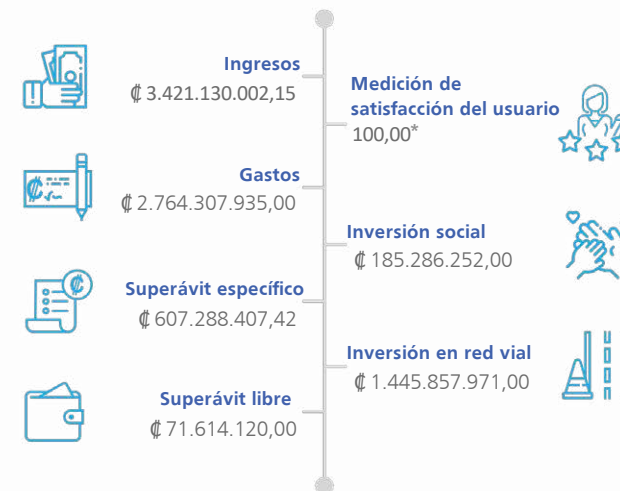 Ingresos
₡ 3.421.130.002,15
Medición de
satisfacción del usuario
100,00*
Gastos
₡ 2.764.307.935,00
Inversión social
₡ 185.286.252,00
Superávit específico
₡ 607.288.407,42
Inversión en red vial
₡ 1.445.857.971,00
Superávit libre
₡ 71.614.120,00